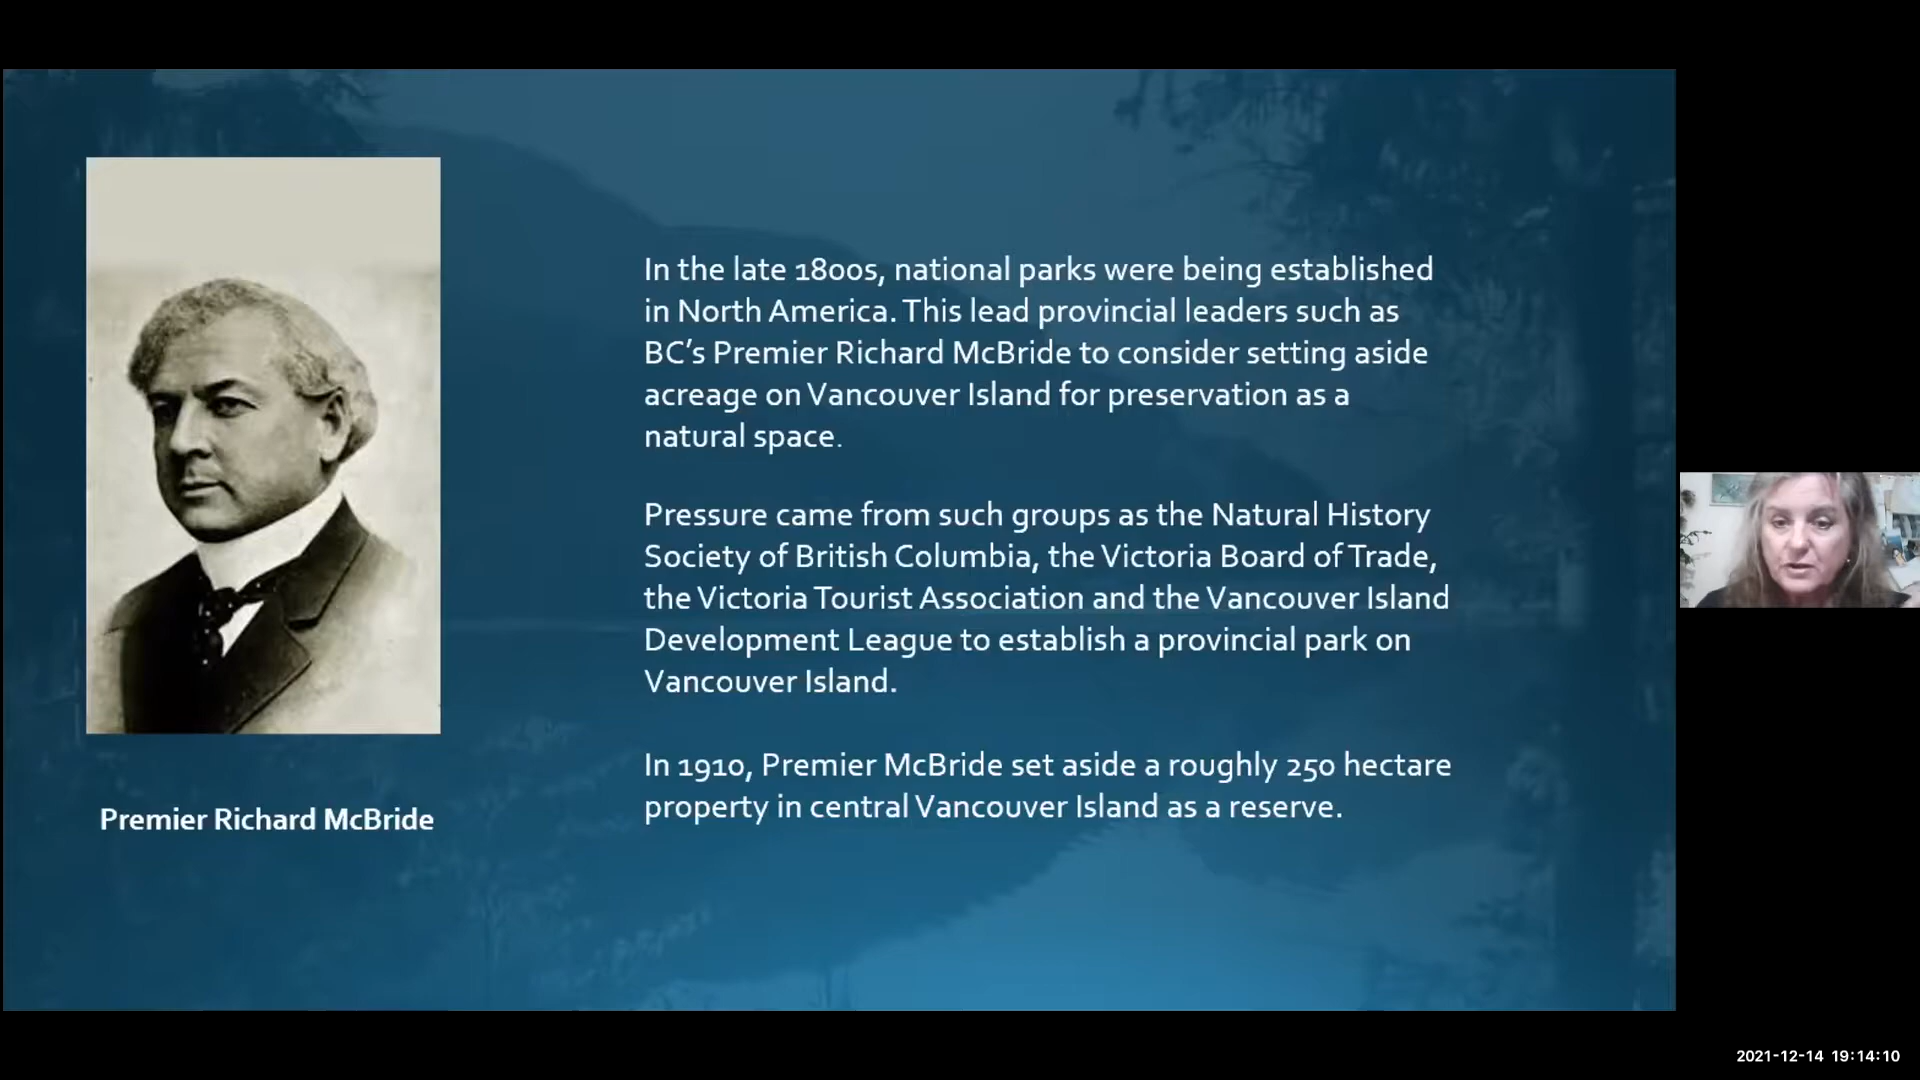 In the late 1800s, national parks were being established
in North America. This lead provincial leaders such as
BC's Premier Richard McBride to consider setting aside
acreage on Vancouver Island for preservation as a
natural space.
Pressure came from such groups as the Natural History
Society of British Columbia, the Victoria Board of Trade,
the Victoria Tourist Association and the Vancouver Island
Development League to establish a provincial park on
Vancouver Island.
In 1910, Premier McBride set aside a roughly 250 hectare
property in central Vancouver Island as a reserve.
Premier Richard McBride
2021-12-14 19:14:10